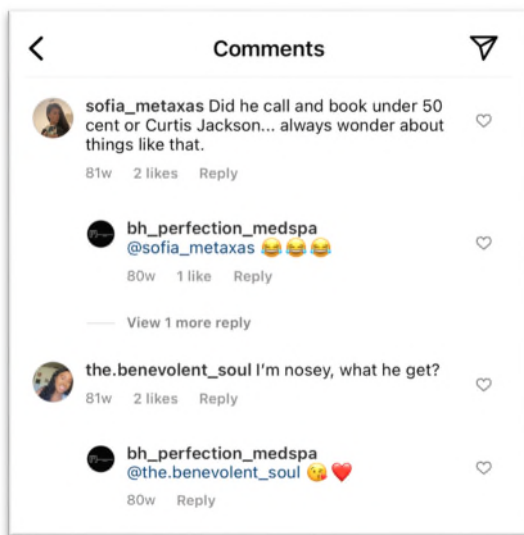 Comments
sofia_metaxas Did he call and book under 50
cent or Curtis Jackson... always wonder about
things like that.
81w 2 likes Reply
bh_perfection_medspa
@sofia_metaxas 😂😂😂
80w 1 like Reply
View 1 more reply
the.benevolent_soul I'm nosey, what he get?
81w 2 likes Reply
bh_perfection_medspa
@the.benevolent_soul 😘❤️
80w Reply